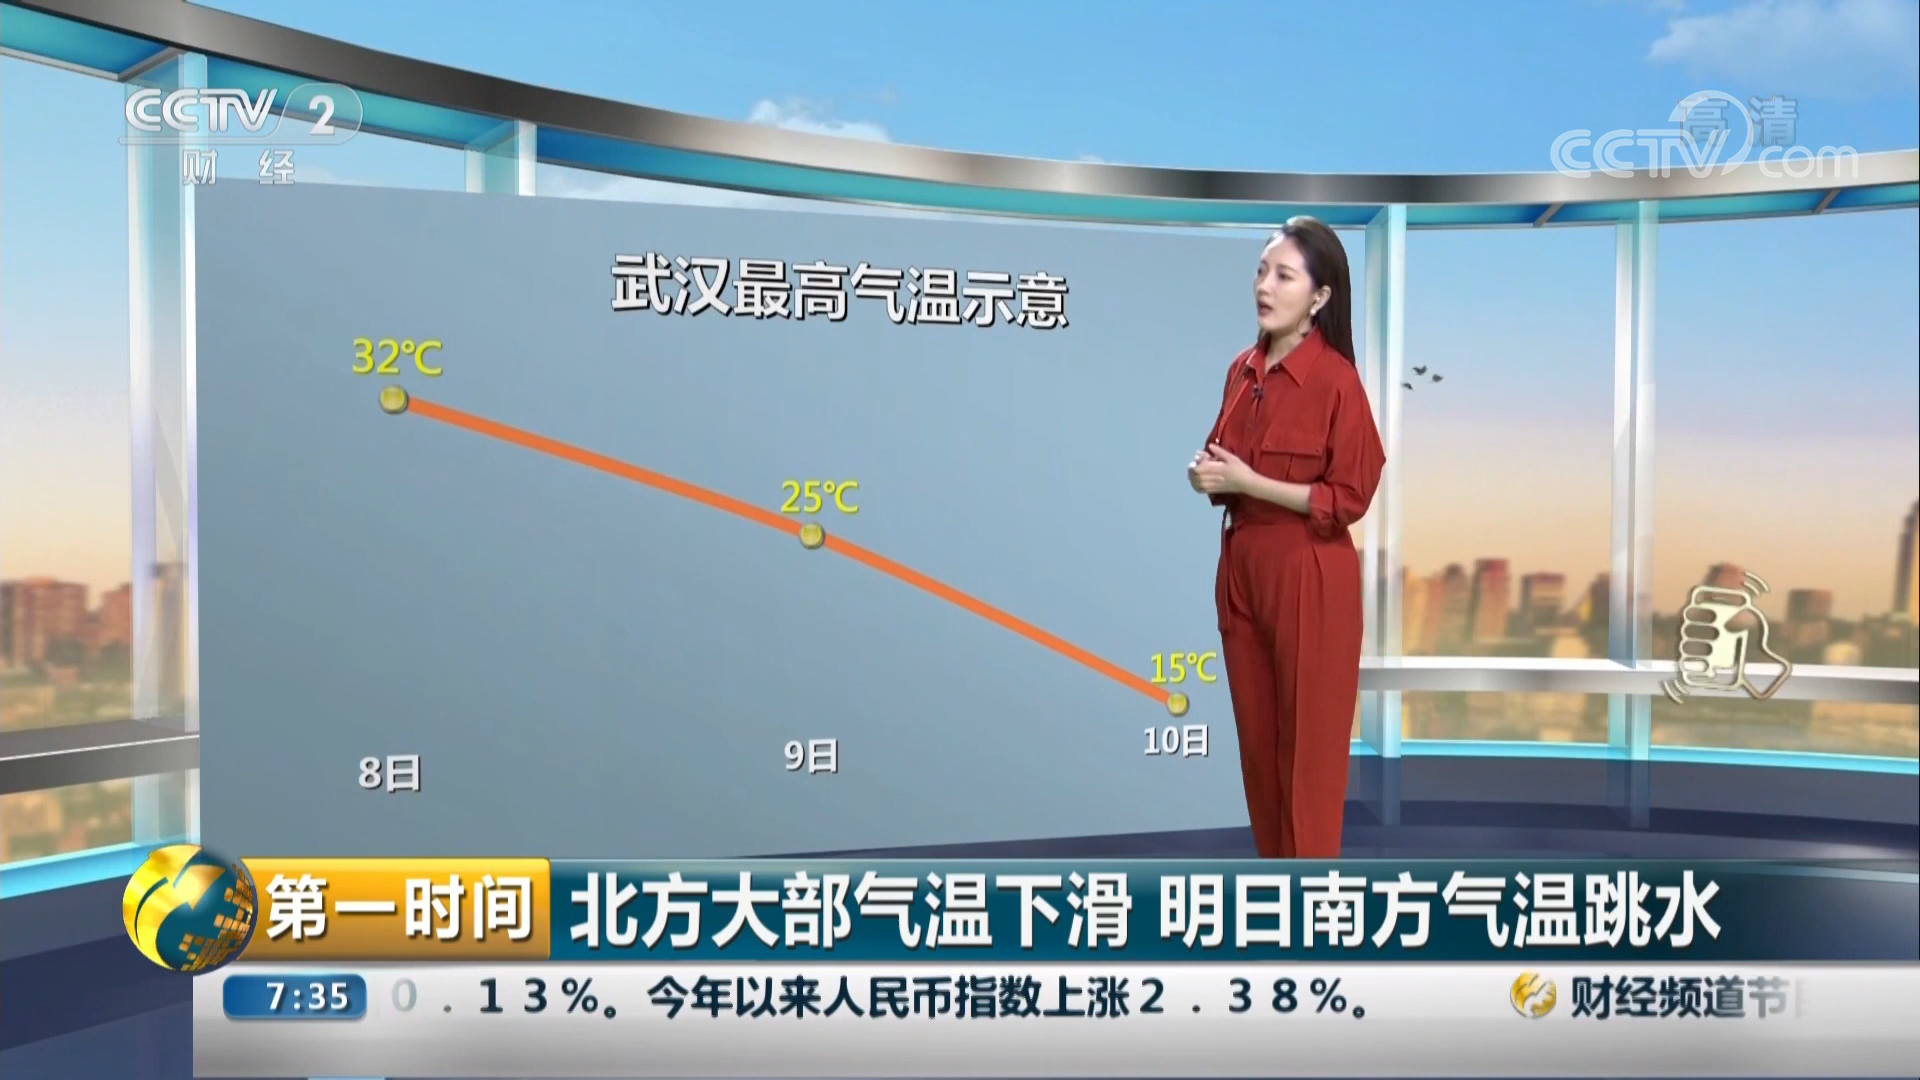 CCTV 2
财 经
高清
CCTV.com
武汉最高气温示意
32℃
25℃
15℃
8日
9日
10日
第一时间
北方大部气温下滑 明日南方气温跳水
7:35
0.13%。今年以来人民币指数上涨2.38%。
财经频道节目